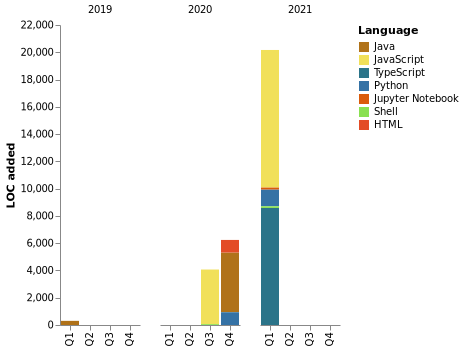 2019 2020 2021
Language
Java
JavaScript
TypeScript
Python
Jupyter Notebook
Shell
HTML
LOC added
22,000
20,000
18,000
16,000
14,000
12,000
10,000
8,000
6,000
4,000
2,000
0
Q1 Q2 Q3 Q4 Q1 Q2 Q3 Q4 Q1 Q2 Q3 Q4